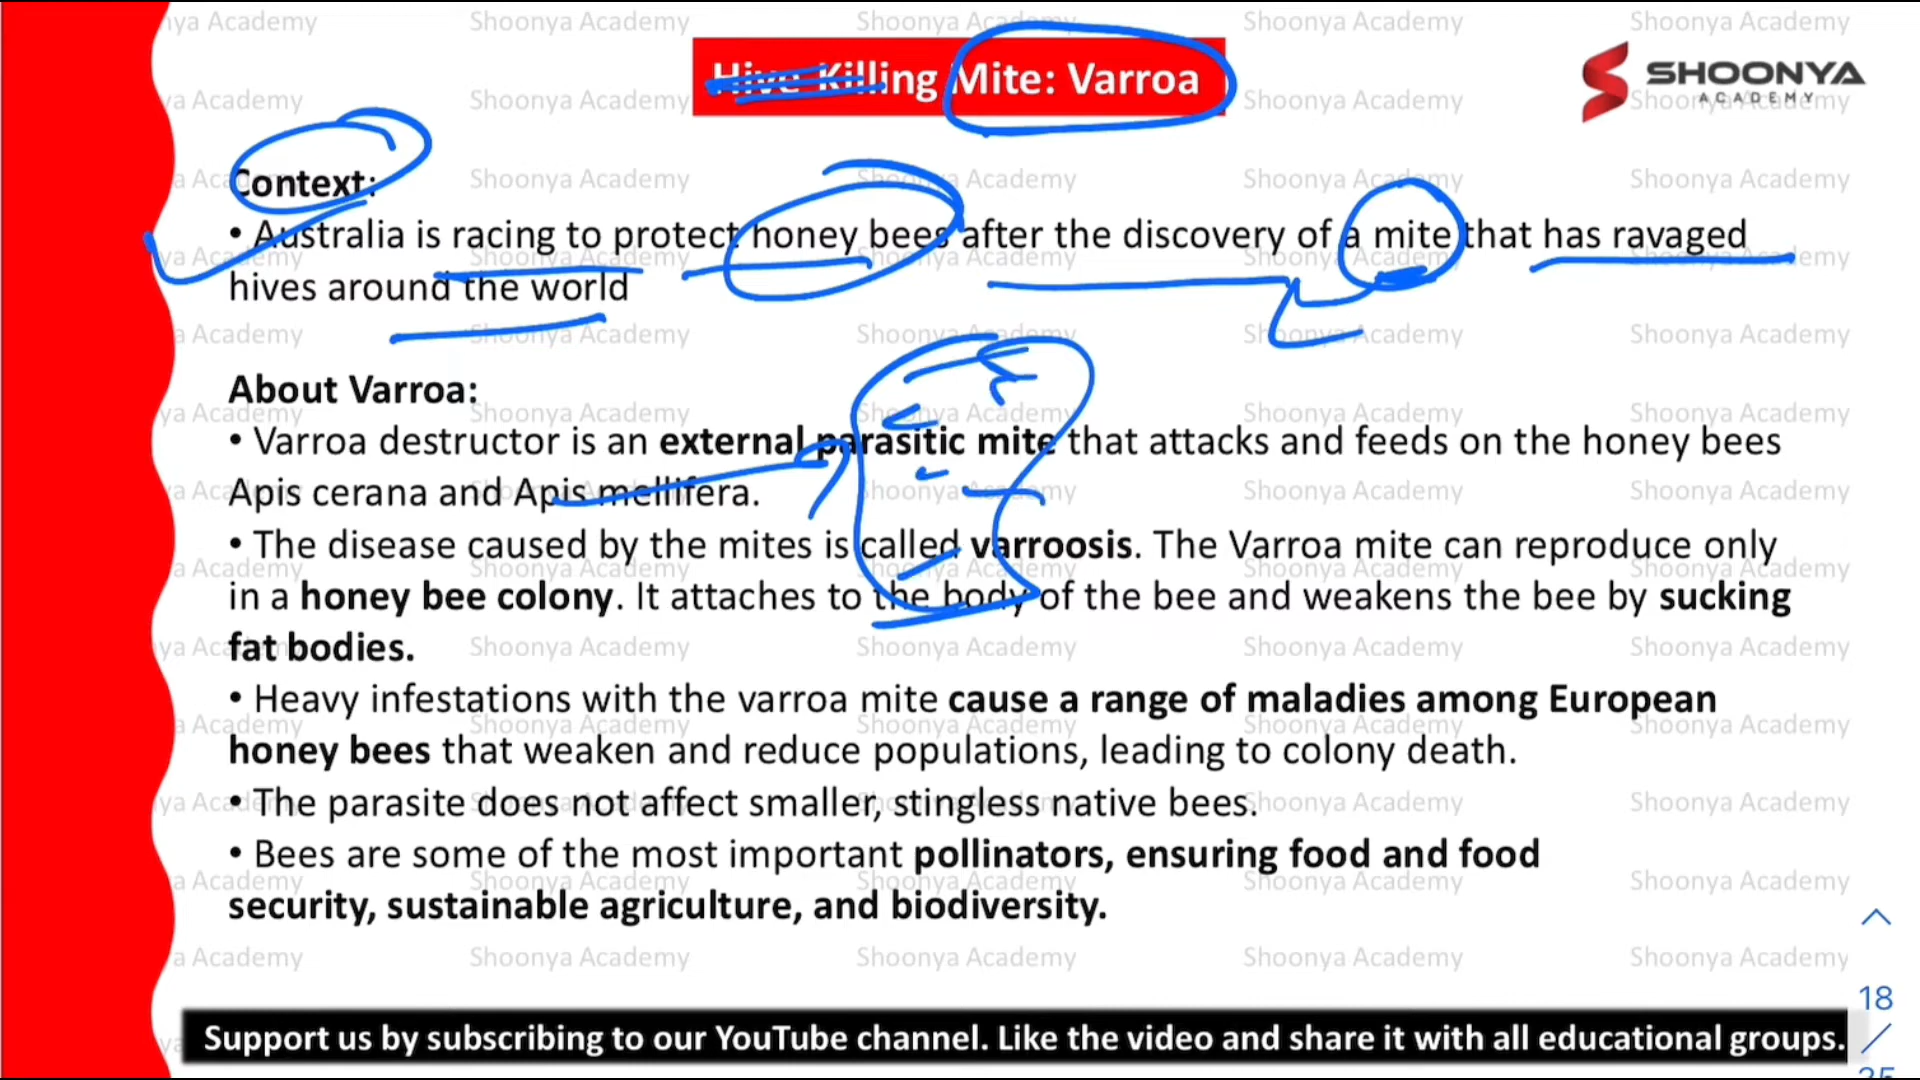 Hive Killing Mite: Varroa
SHOONYA
ACADEMY
Context:
• Australia is racing to protect honey bees after the discovery of a mite that has ravaged
hives around the world
About Varroa:
• Varroa destructor is an external parasitic mite that attacks and feeds on the honey bees
Apis cerana and Apis mellifera.
• The disease caused by the mites is called varroosis. The Varroa mite can reproduce only
in a honey bee colony. It attaches to the body of the bee and weakens the bee by sucking
fat bodies.
• Heavy infestations with the varroa mite cause a range of maladies among European
honey bees that weaken and reduce populations, leading to colony death.
• The parasite does not affect smaller, stingless native bees.
• Bees are some of the most important pollinators, ensuring food and food
security, sustainable agriculture, and biodiversity.
Support us by subscribing to our YouTube channel. Like the video and share it with all educational groups.
18
/
Shoonya Academy